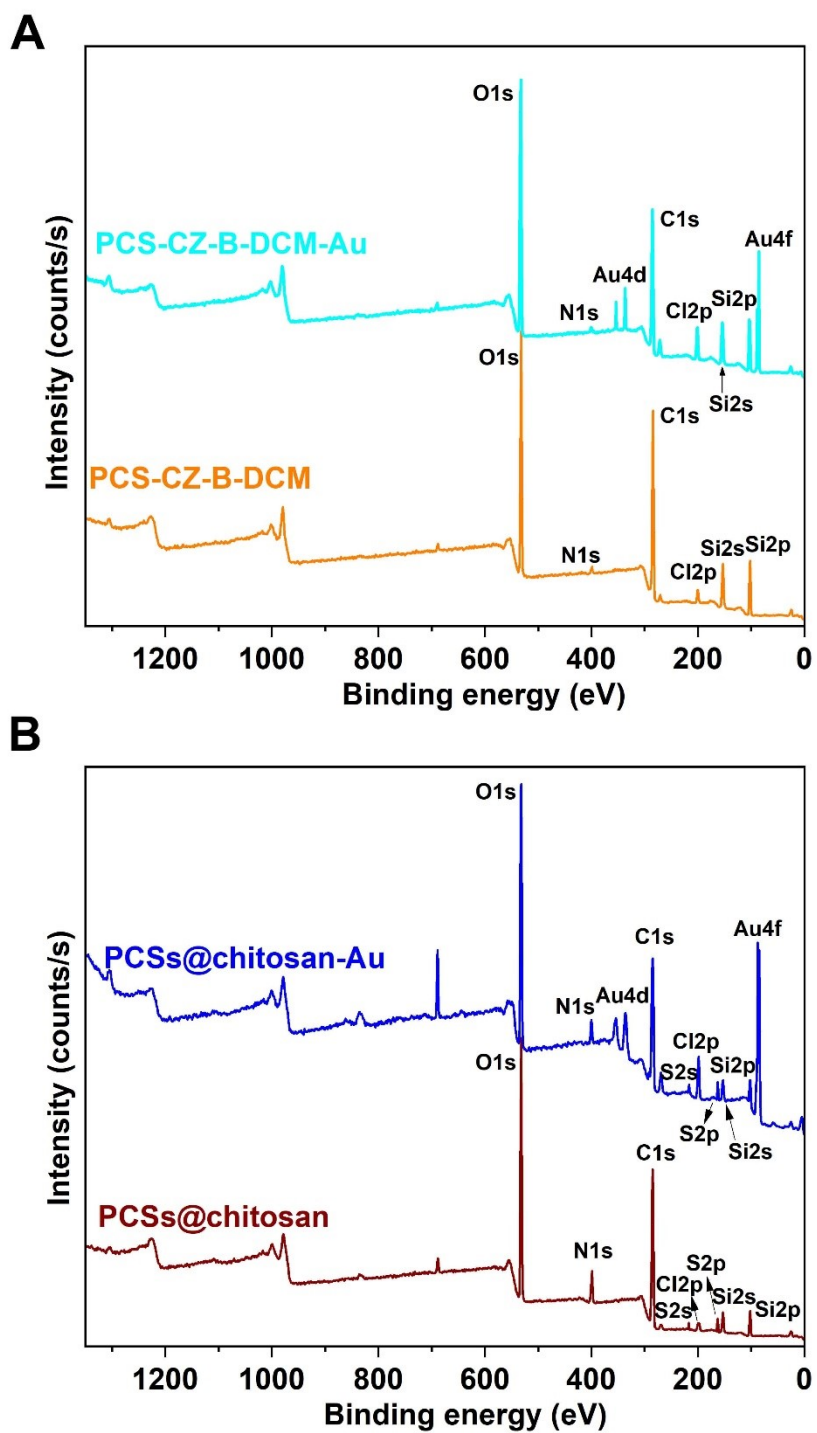 A
O1s
C1s
PCS-CZ-B-DCM-Au
Au4f
Au4d
Si2p
N1s
Cl2p
O1s
Si2s
C1s
PCS-CZ-B-DCM
Si2s
Si2p
N1s
Cl2p
Intensity (counts/s)
1200
1000
800
600
400
200
0
Binding energy (eV)
B
O1s
Au4f
C1s
PCSs@chitosan-Au
N1s
Au4d
Cl2p
O1s
S2s
Si2p
S2p
Si2s
C1s
PCSs@chitosan
N1s
S2p
Cl2p
Si2s
S2s
Si2p
Intensity (counts/s)
1200
1000
800
600
400
200
0
Binding energy (eV)